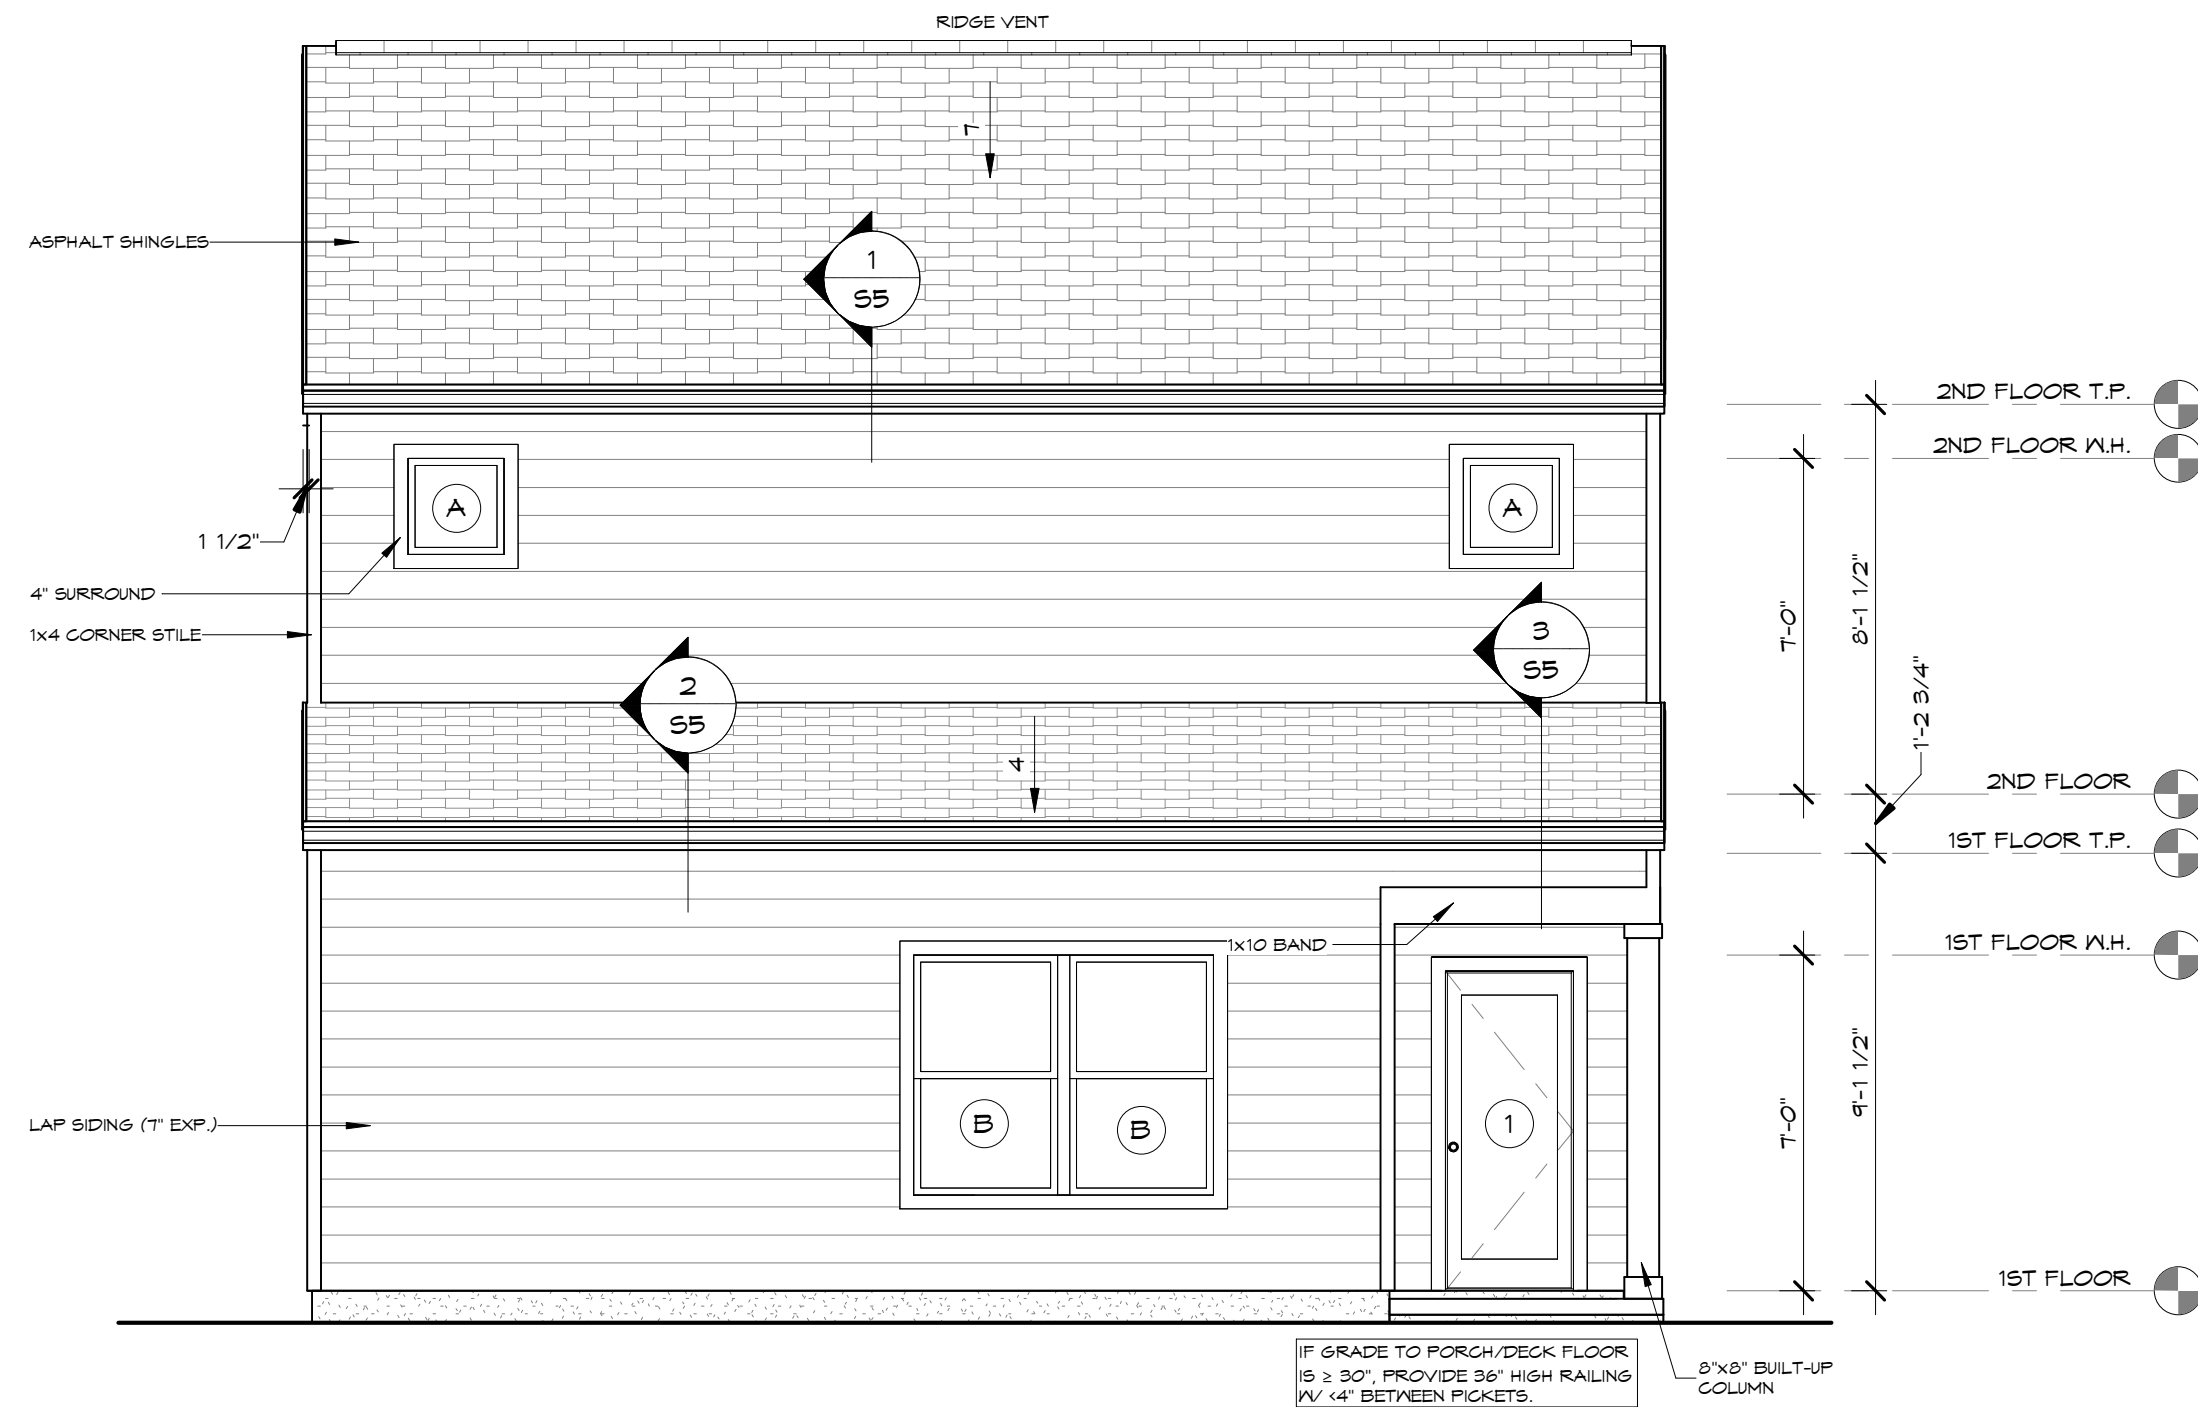 RIDGE VENT
7
ASPHALT SHINGLES
1
S5
2ND FLOOR T.P.
2ND FLOOR W.H.
A
A
1 1/2"
4" SURROUND
1x4 CORNER STILE
7'-0"
8'-1 1/2"
3
S5
2
S5
4
1'-2 3/4"
2ND FLOOR
1ST FLOOR T.P.
1x10 BAND
1ST FLOOR W.H.
LAP SIDING (7" EXP.)
B
B
1
7'-0"
9'-1 1/2"
1ST FLOOR
IF GRADE TO PORCH/DECK FLOOR
IS ≥ 30", PROVIDE 36" HIGH RAILING
W/ <4" BETWEEN PICKETS.
8"x8" BUILT-UP
COLUMN